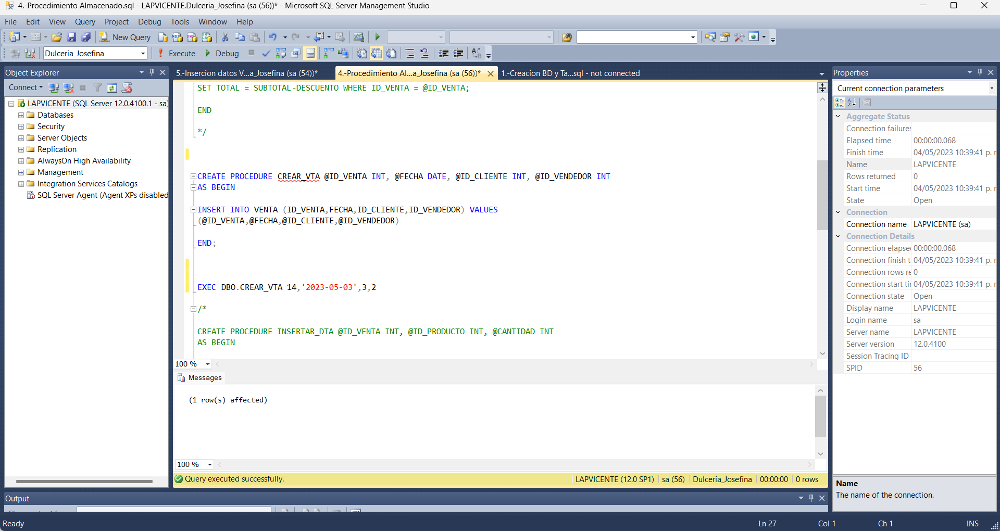 4.-Procedimiento Almacenado.sql - LAPVICENTE.Dulceria_Josefina (sa (56))* - Microsoft SQL Server Management Studio
File Edit View Query Project Debug Tools Window Help
New Query
Dulceria_Josefina
Execute
Debug
Object Explorer
Connect
LAPVICENTE (SQL Server 12.0.4100.1 - sa)
Databases
Security
Server Objects
Replication
AlwaysOn High Availability
Management
Integration Services Catalogs
SQL Server Agent (Agent XPs disabled
5.-Insercion datos V...a_Josefina (sa (54))*
4.-Procedimiento Al...a_Josefina (sa (56))*
1.-Creacion BD y Ta...sql - not connected
SET TOTAL = SUBTOTAL-DESCUENTO WHERE ID_VENTA = @ID_VENTA;
END
*/
CREATE PROCEDURE CREAR_VTA @ID_VENTA INT, @FECHA DATE, @ID_CLIENTE INT, @ID_VENDEDOR INT
AS BEGIN
INSERT INTO VENTA (ID_VENTA,FECHA,ID_CLIENTE,ID_VENDEDOR) VALUES
(@ID_VENTA,@FECHA,@ID_CLIENTE,@ID_VENDEDOR)
END;
EXEC DBO.CREAR_VTA 14,'2023-05-03',3,2
/*
CREATE PROCEDURE INSERTAR_DTA @ID_VENTA INT, @ID_PRODUCTO INT, @CANTIDAD INT
AS BEGIN
100 %
Messages
(1 row(s) affected)
100 %
Query executed successfully.
LAPVICENTE (12.0 SP1)
sa (56)
Dulceria_Josefina
00:00:00
0 rows
Properties
Current connection parameters
Aggregate Status
Connection failures
Elapsed time 00:00:00.068
Finish time 04/05/2023 10:39:41 p. r
Name LAPVICENTE
Rows returned 0
Start time 04/05/2023 10:39:41 p. r
State Open
Connection
Connection name LAPVICENTE (sa)
Connection Details
Connection elapse 00:00:00.068
Connection finish t 04/05/2023 10:39:41 p. r
Connection rows re 0
Connection start ti 04/05/2023 10:39:41 p. r
Connection state Open
Display name LAPVICENTE
Login name sa
Server name LAPVICENTE
Server version 12.0.4100
Session Tracing ID
SPID 56
Name
The name of the connection.
Output
Ready
Ln 27
Col 1
Ch 1
INS